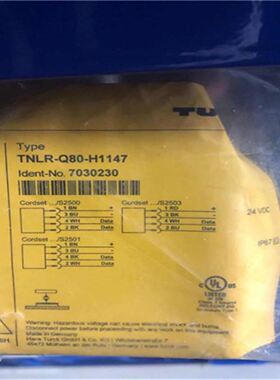 TU
Type
TNLR-Q80-H1147
Ident-No. 7030230
Cordset .../S2500
1 BN +
3 BU -
4 WH Data
2 BK Data
Cordset .../S2503
1 RD +
3 BK -
4 WH Data
2 BU Data
Cordset .../S2501
1 BN +
3 BU -
4 BK Data
2 WH Data
24 VDC
IP67
C UL US
LISTED
Warning: Hazardous voltage can cause electrical shock and burns.
Disconnect power before proceeding with any work on this equipment.
Made in Germany
Hans Turck GmbH & Co. KG / Witzlebenstraße 7
45472 Mülheim an der Ruhr / Germany